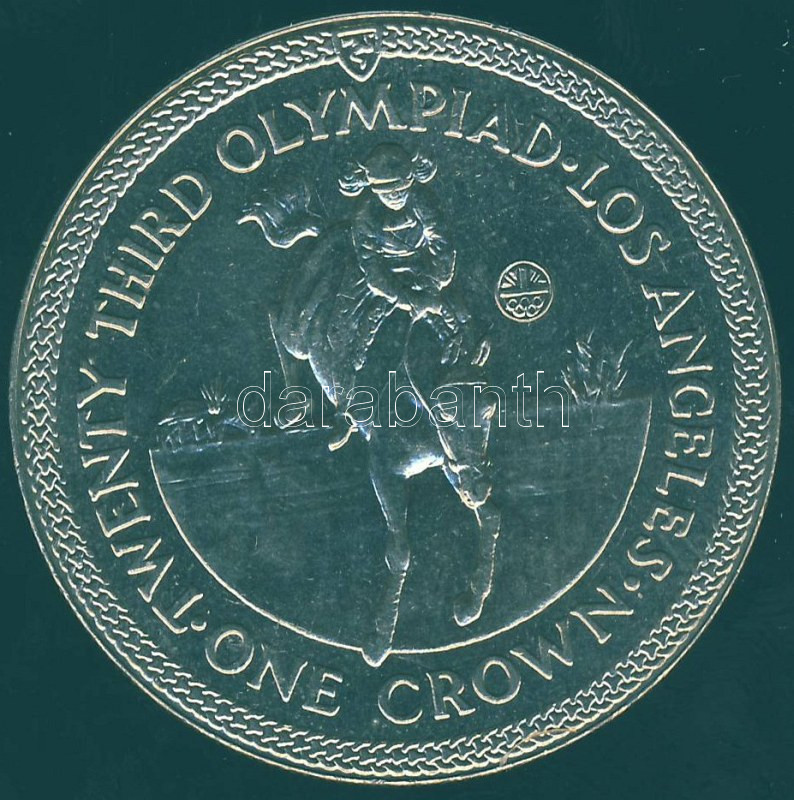 TWENTY THIRD OLYMPIAD · LOS ANGELES ·
ONE CROWN ·
darabanth